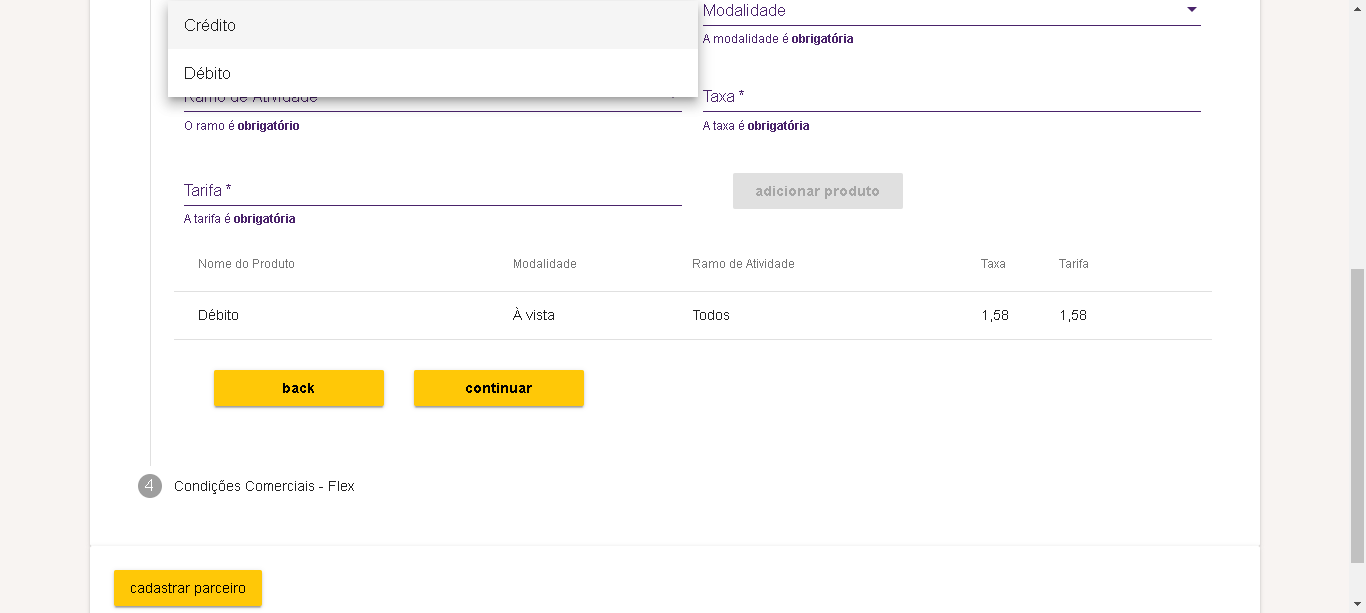 Crédito
Modalidade
A modalidade é obrigatória
Débito
Ramo de Atividade
Taxa *
O ramo é obrigatório
A taxa é obrigatória
Tarifa *
adicionar produto
A tarifa é obrigatória
Nome do Produto Modalidade Ramo de Atividade Taxa Tarifa
Débito À vista Todos 1,58 1,58
back continuar
4 Condições Comerciais - Flex
cadastrar parceiro